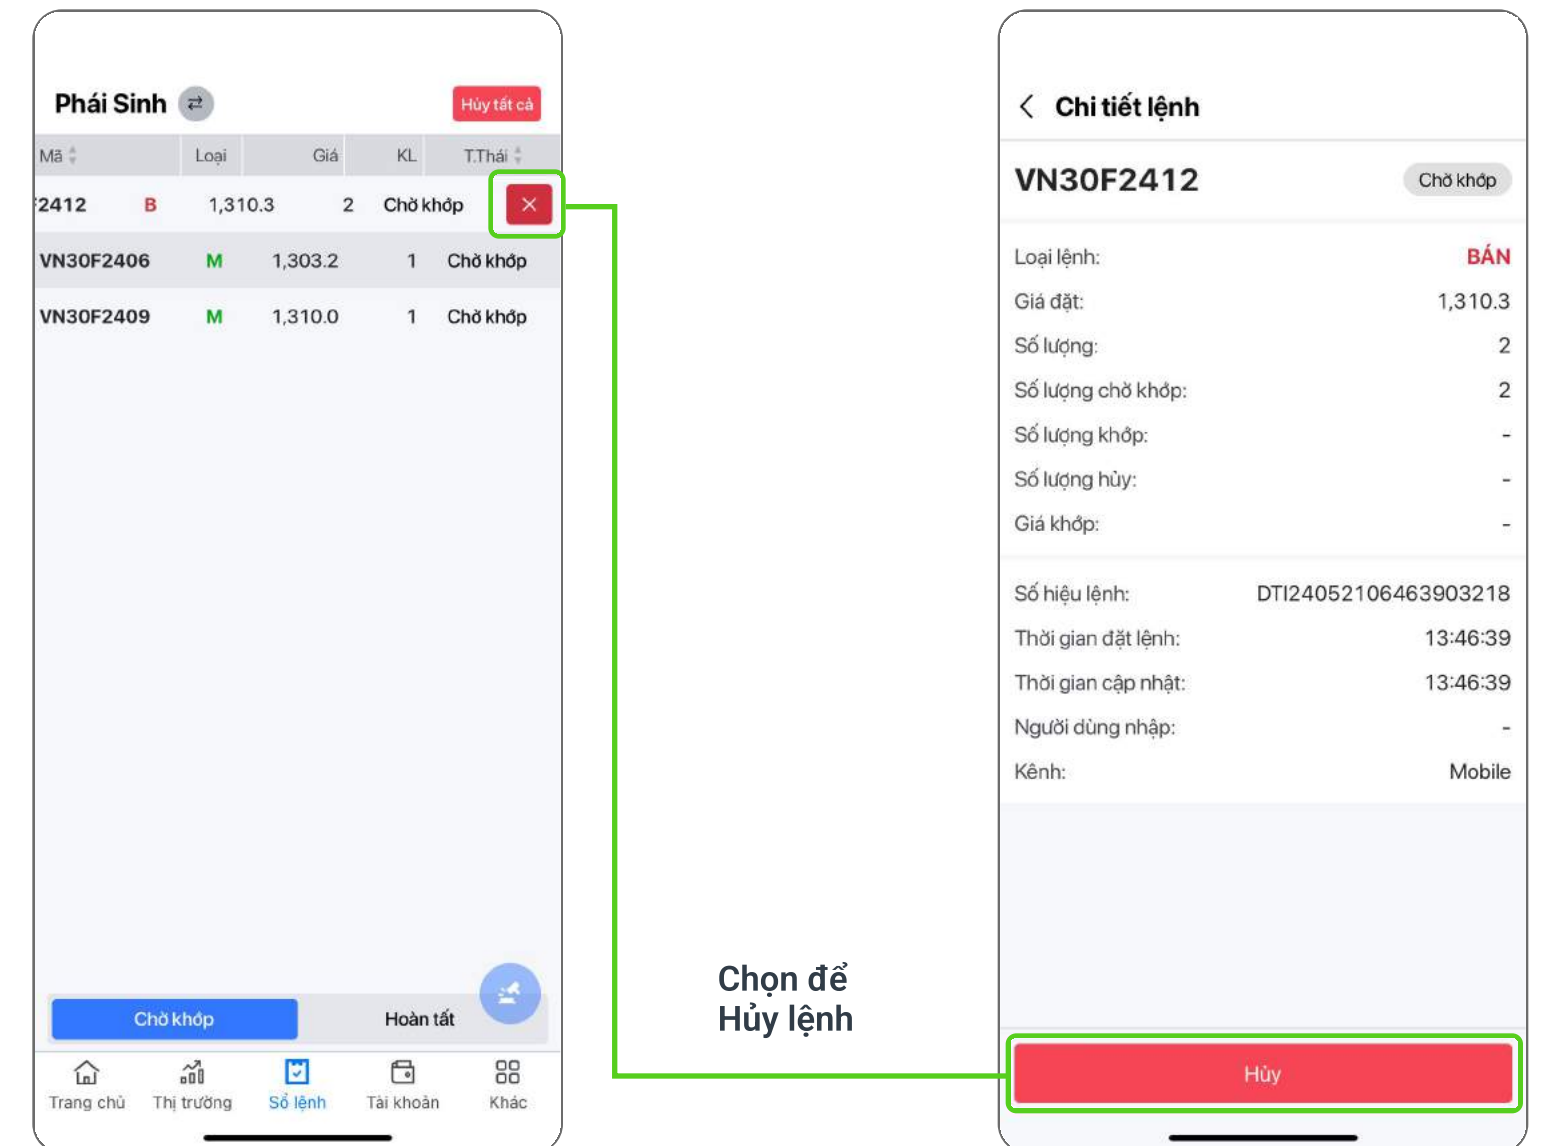 Phái Sinh
Hủy tất cả
Mã Loại Giá KL T.Thái
F2412 B 1,310.3 2 Chờ khớp
VN30F2406 M 1,303.2 1 Chờ khớp
VN30F2409 M 1,310.0 1 Chờ khớp
Chờ khớp Hoàn tất
Trang chủ Thị trường Sổ lệnh Tài khoản Khác
Chọn để
Hủy lệnh
Chi tiết lệnh
VN30F2412 Chờ khớp
Loại lệnh: BÁN
Giá đặt: 1,310.3
Số lượng: 2
Số lượng chờ khớp: 2
Số lượng khớp: -
Số lượng hủy: -
Giá khớp: -
Số hiệu lệnh: DTI24052106463903218
Thời gian đặt lệnh: 13:46:39
Thời gian cập nhật: 13:46:39
Người dùng nhập: -
Kênh: Mobile
Hủy